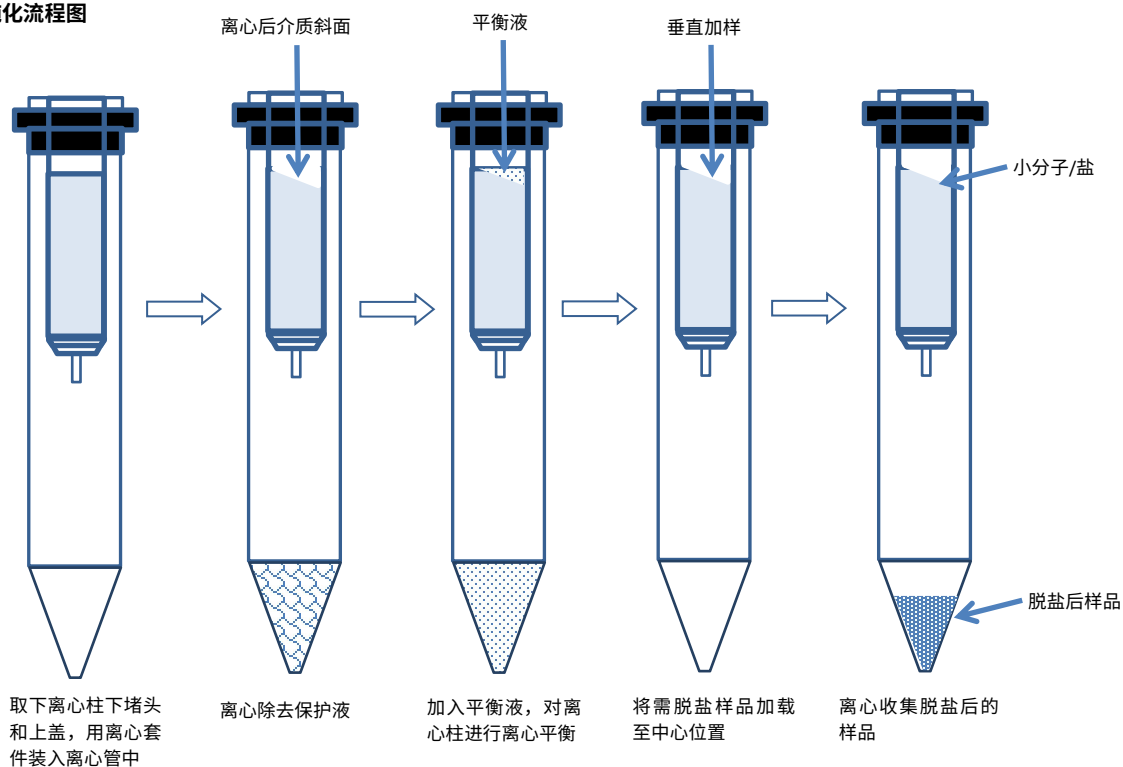 化流程图
离心后介质斜面
平衡液
垂直加样
小分子/盐
脱盐后样品
取下离心柱下堵头
和上盖，用离心套
件装入离心管中
离心除去保护液
加入平衡液，对离
心柱进行离心平衡
将需脱盐样品加载
至中心位置
离心收集脱盐后的
样品